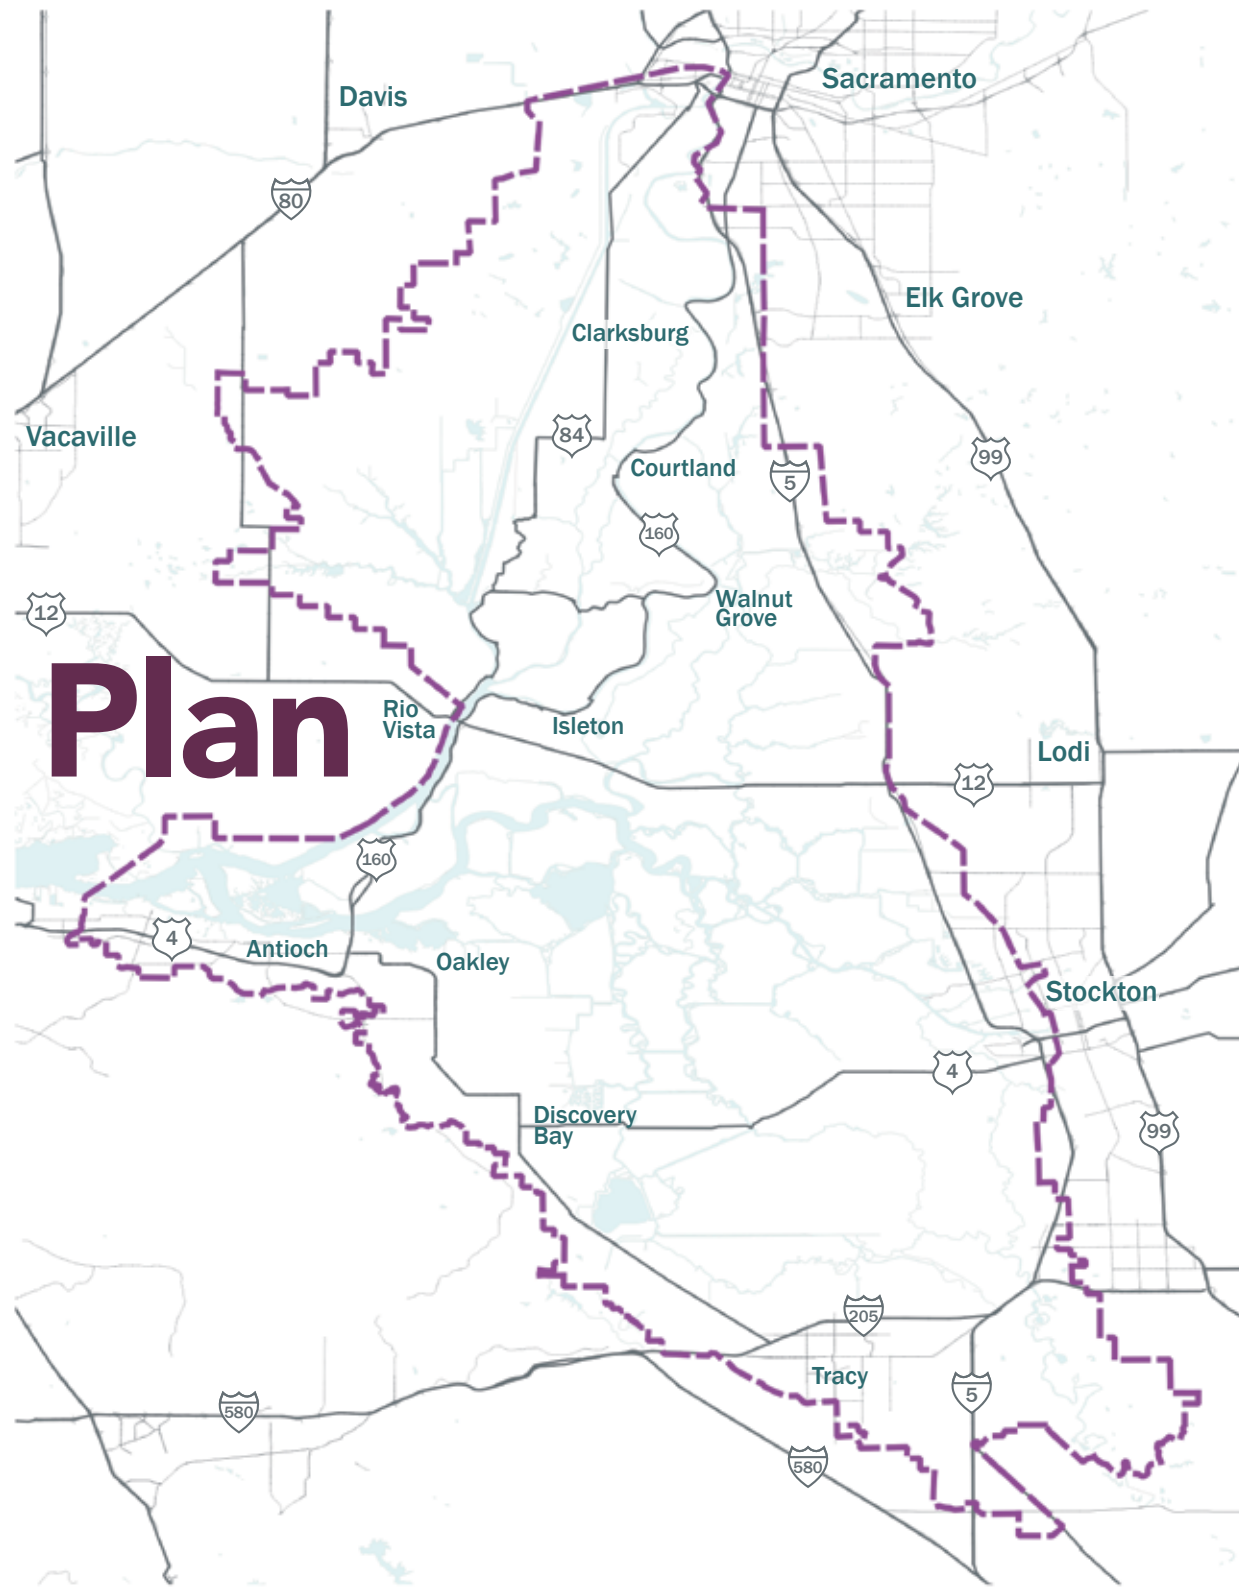 Sacramento
Davis
80
Elk Grove
Clarksburg
Vacaville
84
99
Courtland
5
160
Walnut
Grove
12
Plan
Rio
Vista
Isleton
Lodi
12
160
4
Antioch
Oakley
Stockton
4
Discovery
Bay
99
205
Tracy
5
580
580